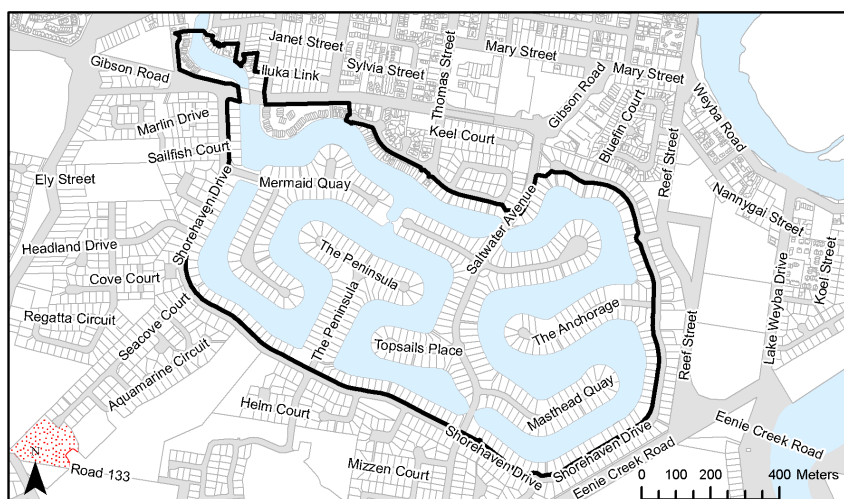 Janet Street
Thomas Street
Mary Street
Gibson Road
Iluka Link
Sylvia Street
Mary Street
Weyba Road
Gibson Road
Marlin Drive
Keel Court
Bluefin Court
Sailfish Court
Reef Street
Ely Street
Mermaid Quay
Saltwater Avenue
Nannygai Street
Shorehaven Drive
Headland Drive
The Peninsula
Koel Street
Cove Court
Lake Weyba Drive
Regatta Circuit
Seacove Court
The Peninsula
The Anchorage
Reef Street
Topsails Place
Aquamarine Circuit
Masthead Quay
Helm Court
Eenie Creek Road
Shorehaven Drive
Shorehaven Drive
Eenie Creek Road
N
Road 133
Mizzen Court
0 100 200 400 Meters